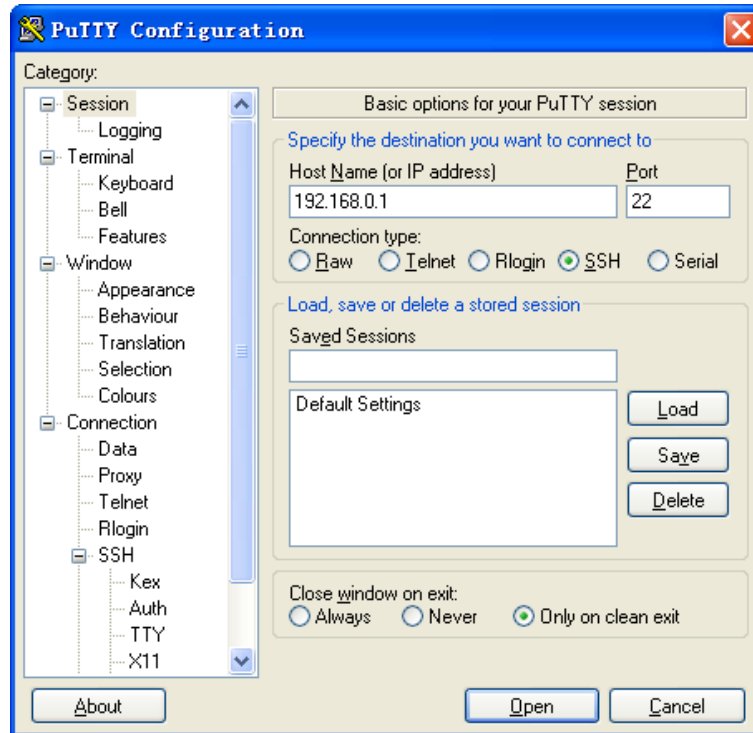 PuTTY Configuration
Category:
Session
Logging
Terminal
Keyboard
Bell
Features
Window
Appearance
Behaviour
Translation
Selection
Colours
Connection
Data
Proxy
Telnet
Rlogin
SSH
Kex
Auth
TTY
X11
Basic options for your PuTTY session
Specify the destination you want to connect to
Host Name (or IP address) Port
192.168.0.1 22
Connection type:
Raw Telnet Rlogin SSH Serial
Load, save or delete a stored session
Saved Sessions
Default Settings
Load
Save
Delete
Close window on exit:
Always Never Only on clean exit
About Open Cancel